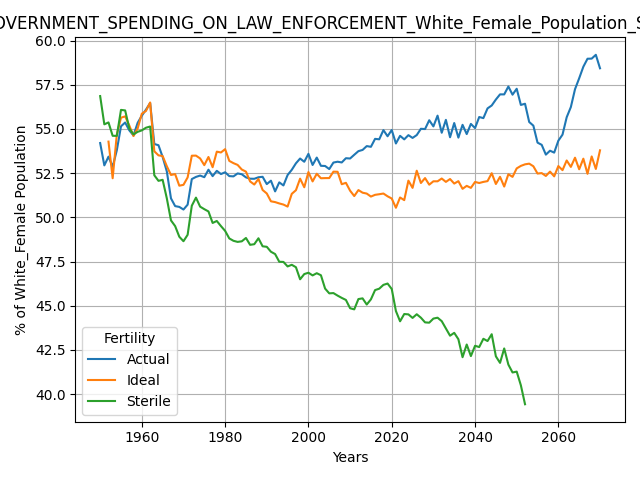 OVERNMENT_SPENDING_ON_LAW_ENFORCEMENT_White_Female_Population_S
60.0
57.5
55.0
52.5
50.0
47.5
45.0
42.5
40.0
% of White_Female Population
Fertility
Actual
Ideal
Sterile
1960
1980
2000
2020
2040
2060
Years